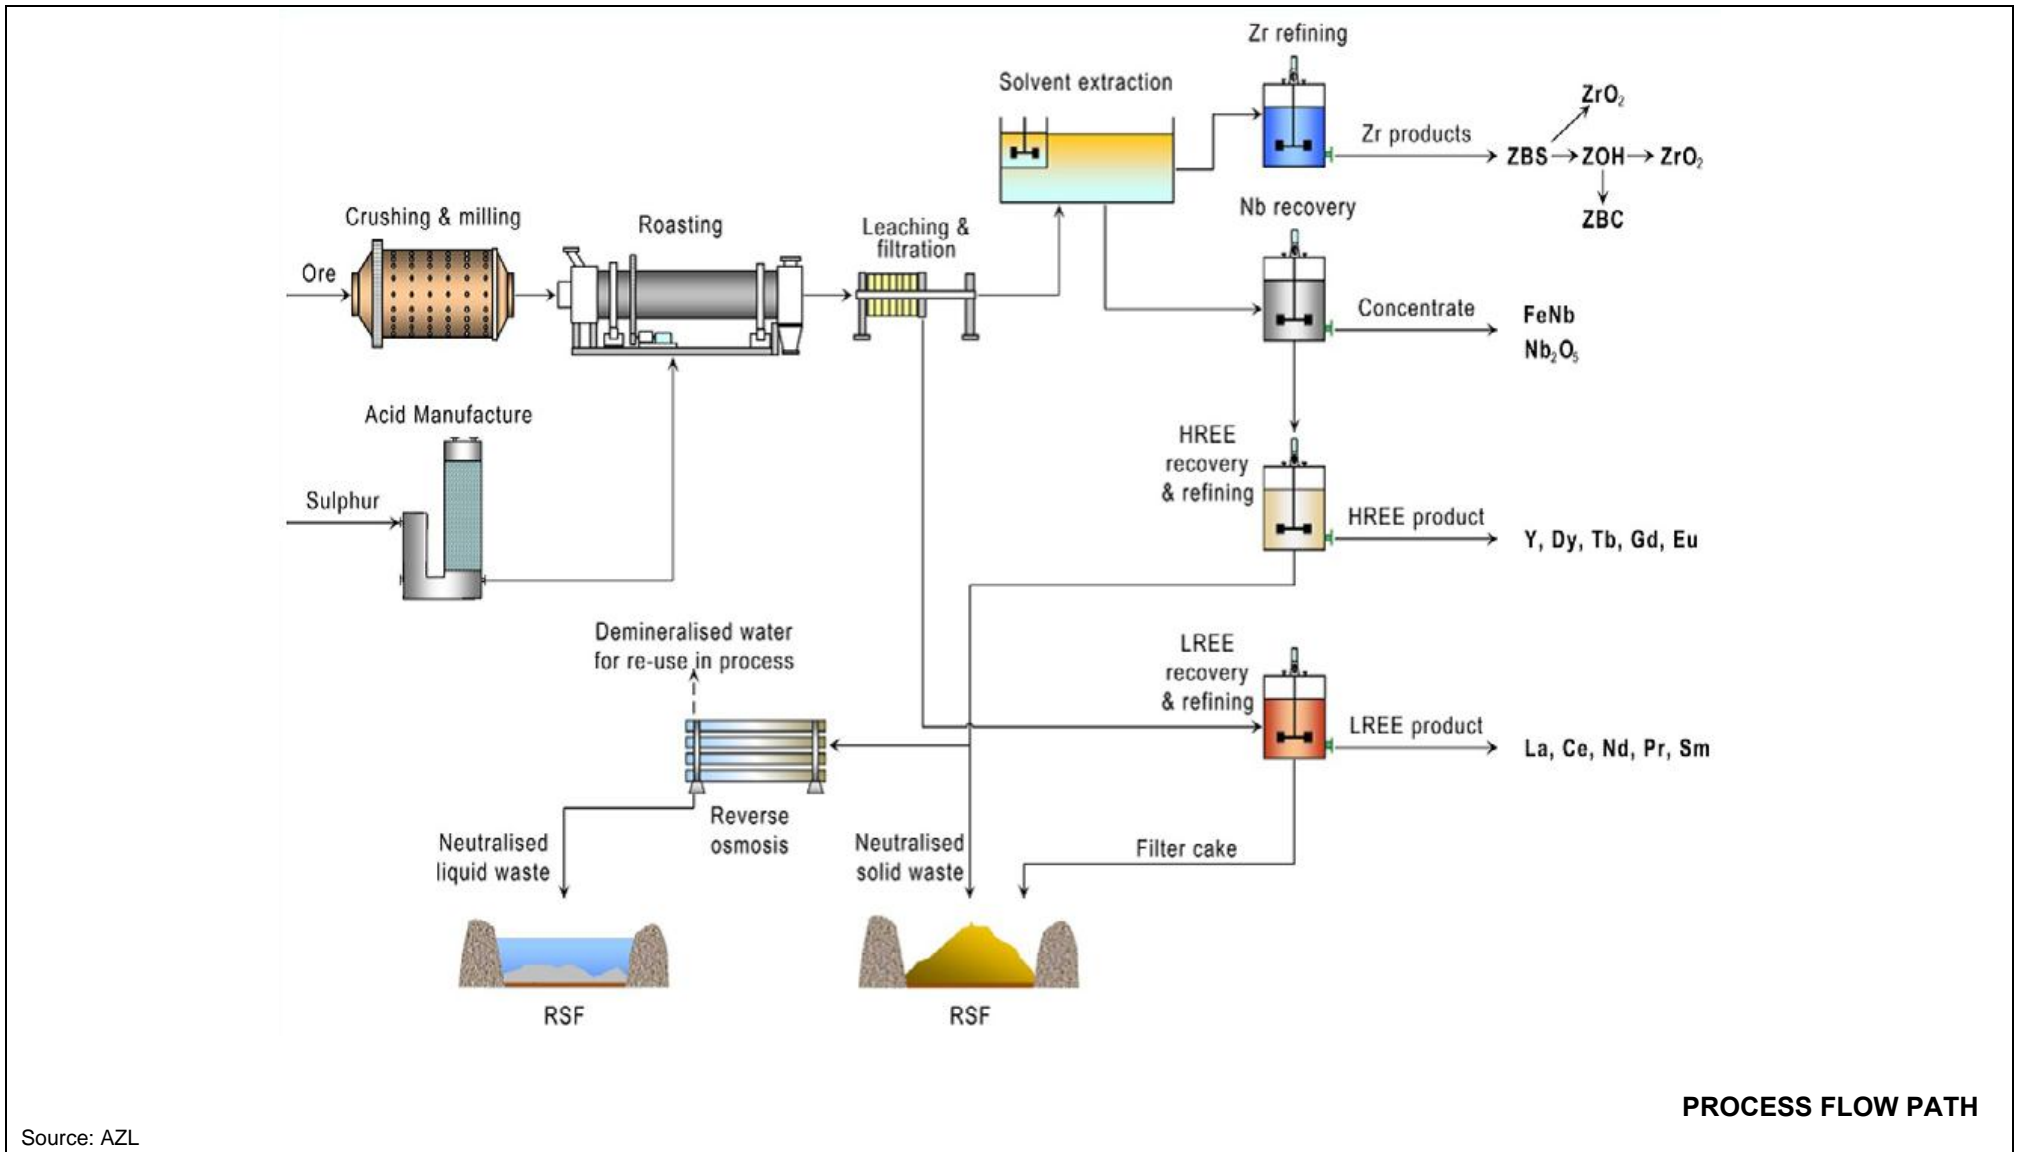 Zr refining
Solvent extraction
ZrO₂
Zr products
ZBS
ZOH
ZrO₂
ZBC
Crushing & milling
Roasting
Leaching &
filtration
Nb recovery
Ore
Concentrate
FeNb
Nb₂O₅
Acid Manufacture
HREE
recovery
& refining
Sulphur
HREE product
Y, Dy, Tb, Gd, Eu
Demineralised water
for re-use in process
LREE
recovery
& refining
LREE product
La, Ce, Nd, Pr, Sm
Reverse
osmosis
Neutralised
liquid waste
Neutralised
solid waste
Filter cake
RSF
RSF
PROCESS FLOW PATH
Source: AZL